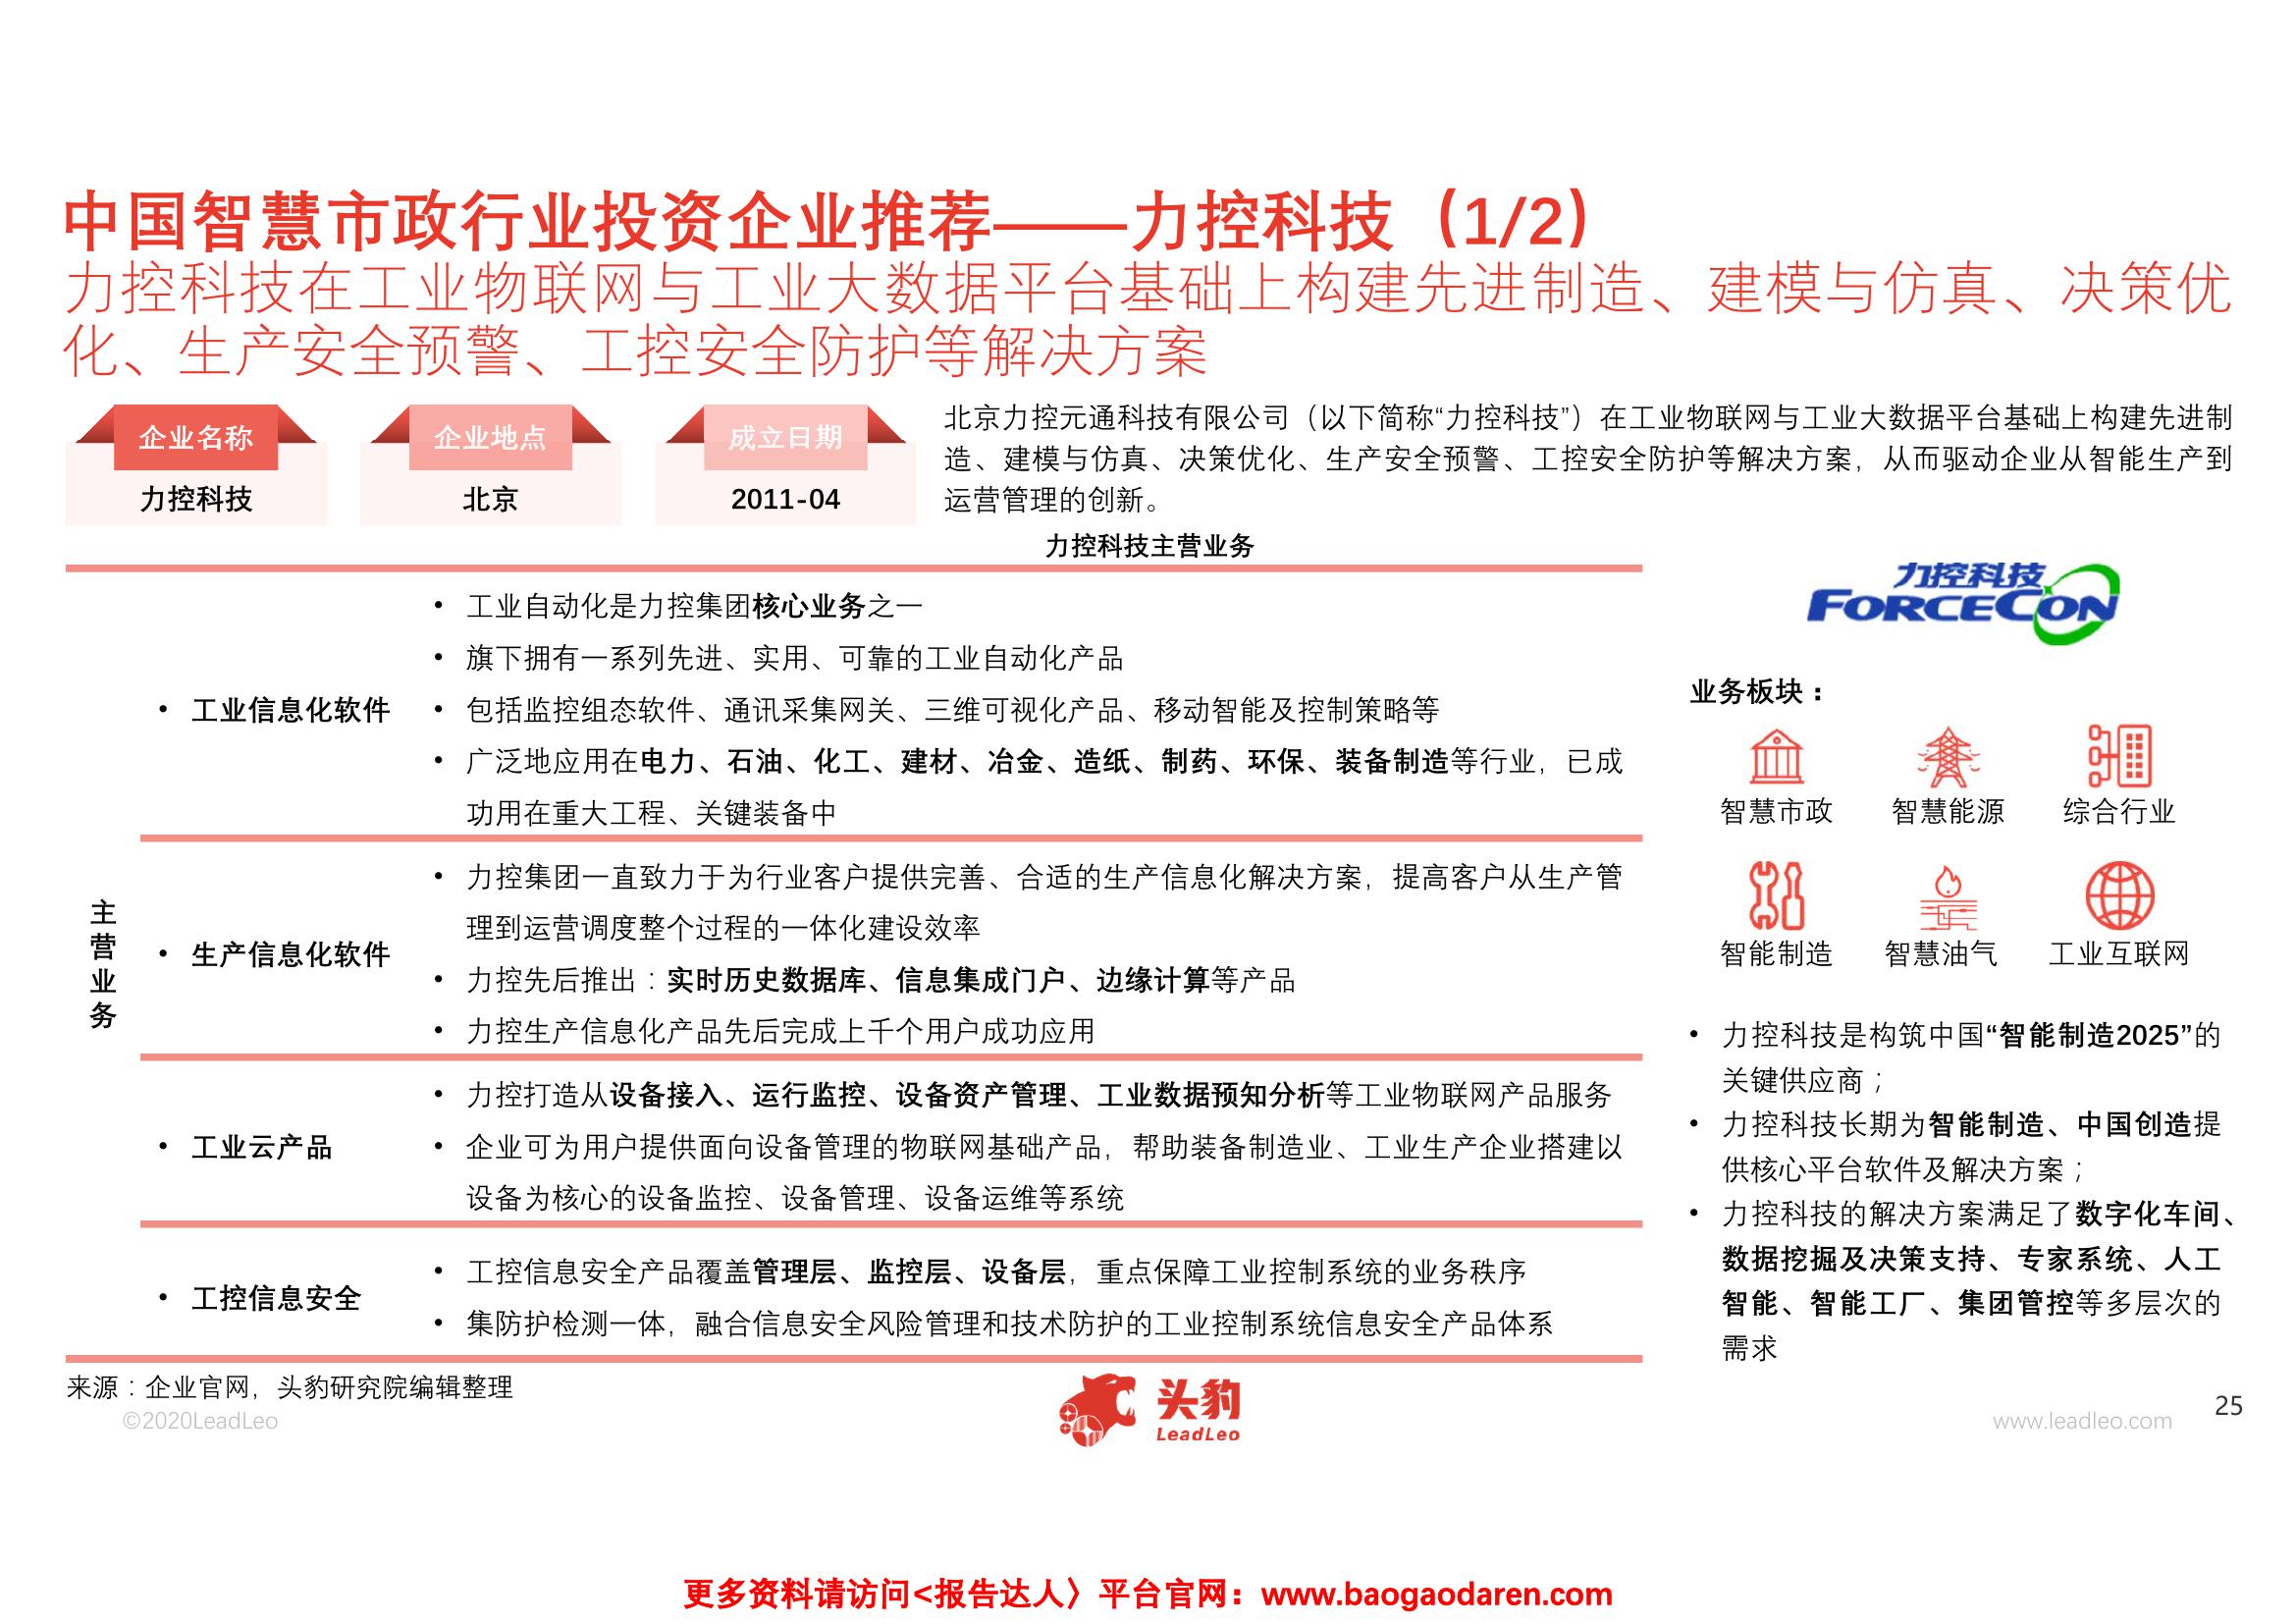 中国智慧市政行业投资企业推荐——力控科技（1/2）
力控科技在工业物联网与工业大数据平台基础上构建先进制造、建模与仿真、决策优
化、生产安全预警、工控安全防护等解决方案
企业名称
力控科技
企业地点
北京
成立日期
2011-04
北京力控元通科技有限公司（以下简称“力控科技”）在工业物联网与工业大数据平台基础上构建先进制
造、建模与仿真、决策优化、生产安全预警、工控安全防护等解决方案，从而驱动企业从智能生产到
运营管理的创新。
力控科技主营业务
主营业务
• 工业信息化软件
• 工业自动化是力控集团核心业务之一
• 旗下拥有一系列先进、实用、可靠的工业自动化产品
• 包括监控组态软件、通讯采集网关、三维可视化产品、移动智能及控制策略等
• 广泛地应用在电力、石油、化工、建材、冶金、造纸、制药、环保、装备制造等行业，已成
功用在重大工程、关键装备中
• 生产信息化软件
• 力控集团一直致力于为行业客户提供完善、合适的生产信息化解决方案，提高客户从生产管
理到运营调度整个过程的一体化建设效率
• 力控先后推出：实时历史数据库、信息集成门户、边缘计算等产品
• 力控生产信息化产品先后完成上千个用户成功应用
• 工业云产品
• 力控打造从设备接入、运行监控、设备资产管理、工业数据预知分析等工业物联网产品服务
• 企业可为用户提供面向设备管理的物联网基础产品，帮助装备制造业、工业生产企业搭建以
设备为核心的设备监控、设备管理、设备运维等系统
• 工控信息安全
• 工控信息安全产品覆盖管理层、监控层、设备层，重点保障工业控制系统的业务秩序
• 集防护检测一体，融合信息安全风险管理和技术防护的工业控制系统信息安全产品体系
力控科技
FORCECON
业务板块：
智慧市政
智慧能源
综合行业
智能制造
智慧油气
工业互联网
• 力控科技是构筑中国“智能制造2025”的
关键供应商；
• 力控科技长期为智能制造、中国创造提
供核心平台软件及解决方案；
• 力控科技的解决方案满足了数字化车间、
数据挖掘及决策支持、专家系统、人工
智能、智能工厂、集团管控等多层次的
需求
来源：企业官网，头豹研究院编辑整理
©2020LeadLeo
头豹
LeadLeo
www.leadleo.com
25
更多资料请访问<报告达人〉平台官网：www.baogaodaren.com